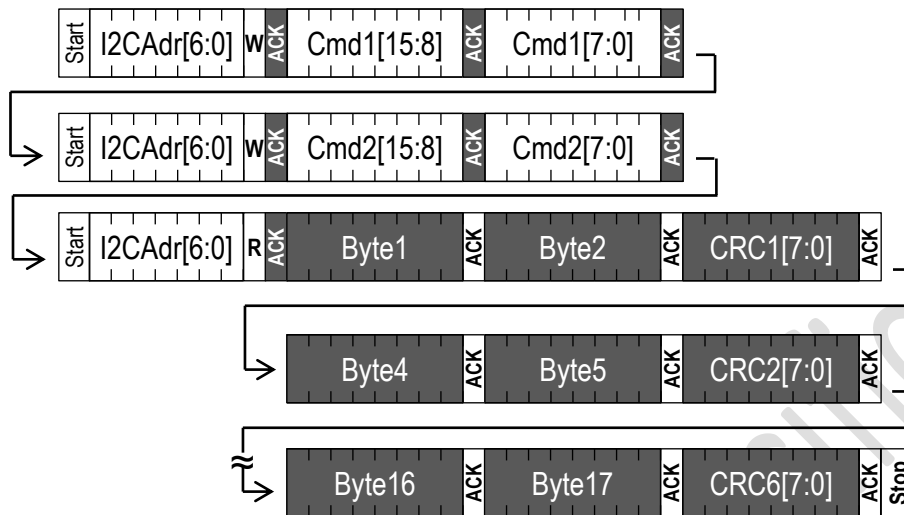 Start I2CAdr[6:0] W ACK Cmd1[15:8] ACK Cmd1[7:0] ACK
Start I2CAdr[6:0] W ACK Cmd2[15:8] ACK Cmd2[7:0] ACK
Start I2CAdr[6:0] R ACK Byte1 ACK Byte2 ACK CRC1[7:0] ACK
Byte4 ACK Byte5 ACK CRC2[7:0] ACK
Byte16 ACK Byte17 ACK CRC6[7:0] ACK Stop